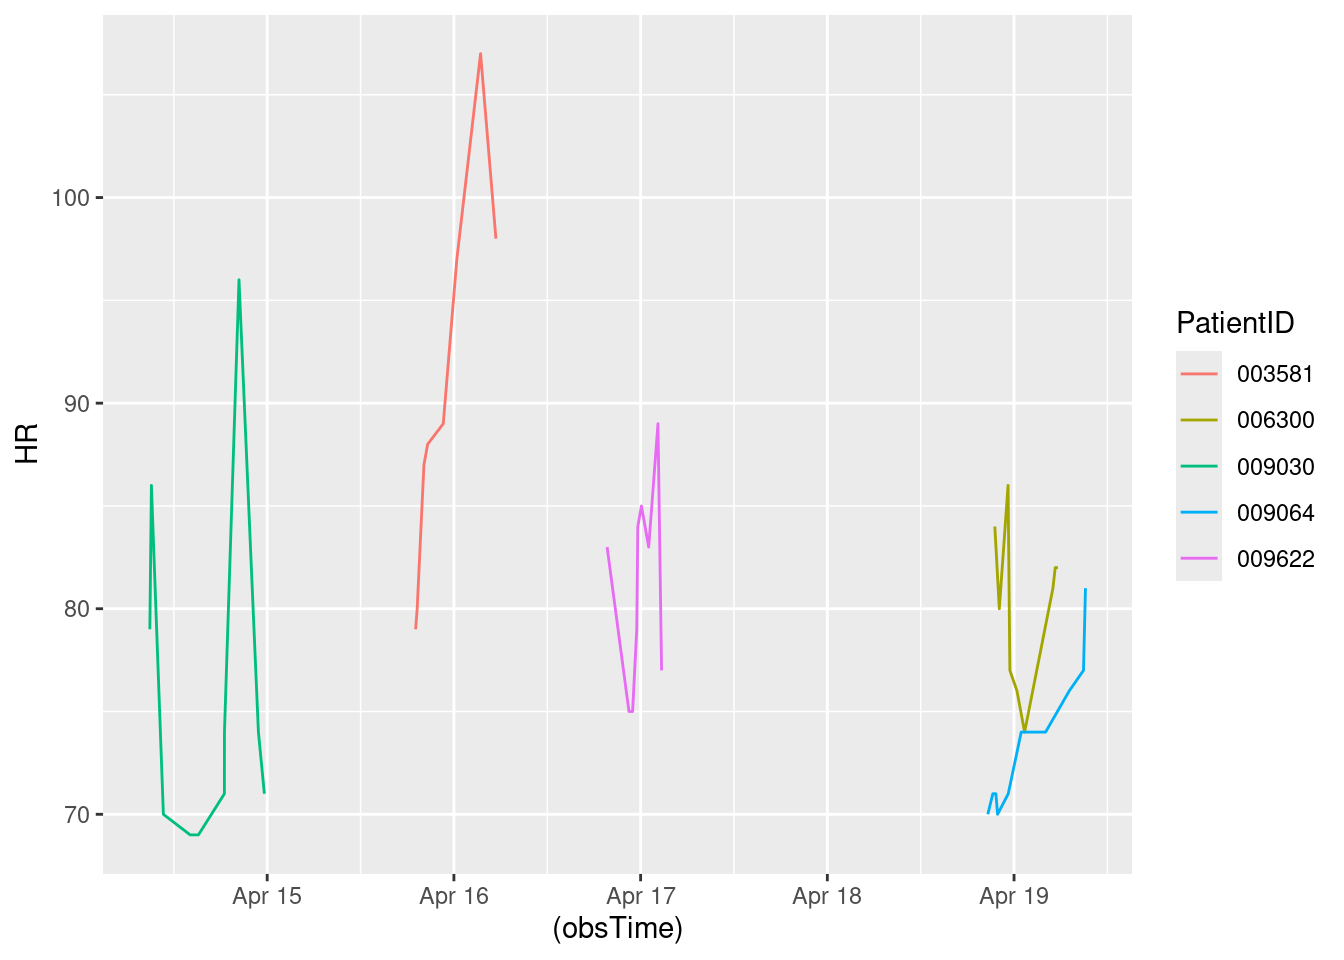 HR
100
90
80
70
Apr 15
Apr 16
Apr 17
Apr 18
Apr 19
(obsTime)
PatientID
003581
006300
009030
009064
009622